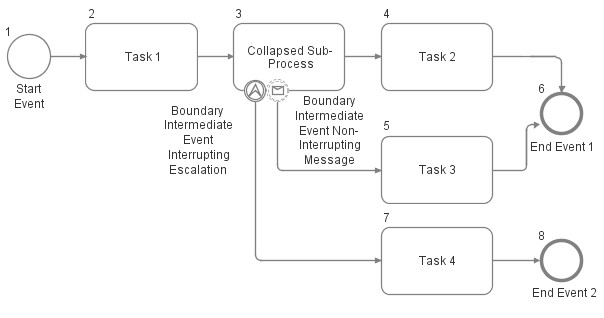 1
Start
Event
2
Task 1
3
Collapsed Sub-
Process
Boundary
Intermediate
Event
Interrupting
Escalation
Boundary
Intermediate
Event Non-
Interrupting
Message
4
Task 2
5
Task 3
6
End Event 1
7
Task 4
8
End Event 2